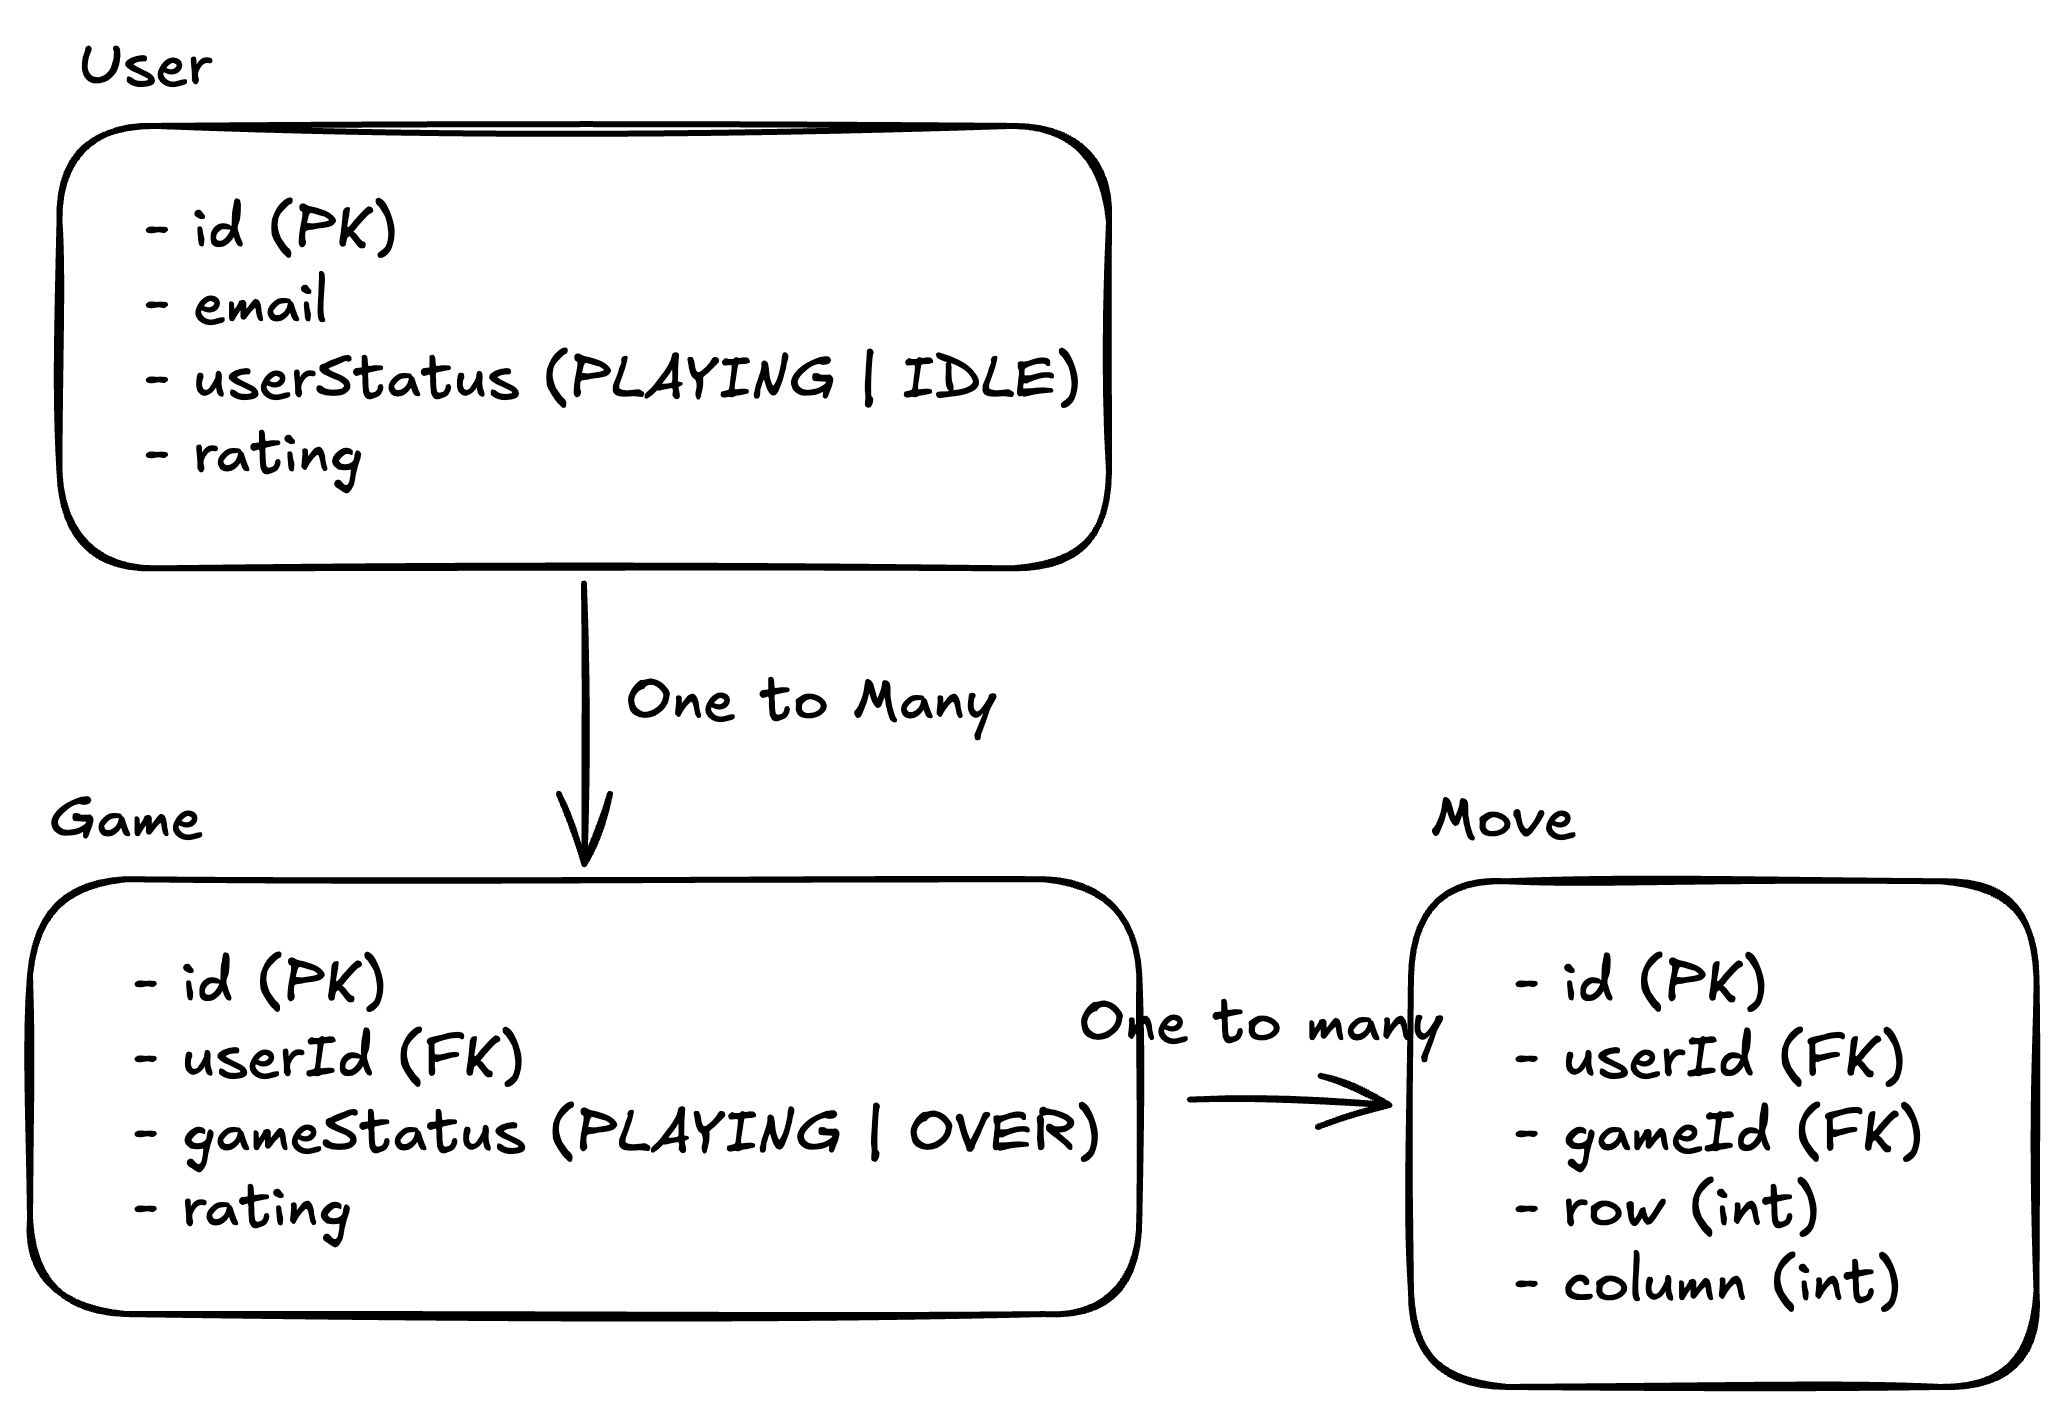 User
- id (PK)
- email
- userStatus (PLAYING | IDLE)
- rating
One to Many
Game
- id (PK)
- userId (FK)
- gameStatus (PLAYING | OVER)
- rating
One to many
Move
- id (PK)
- userId (FK)
- gameId (FK)
- row (int)
- column (int)